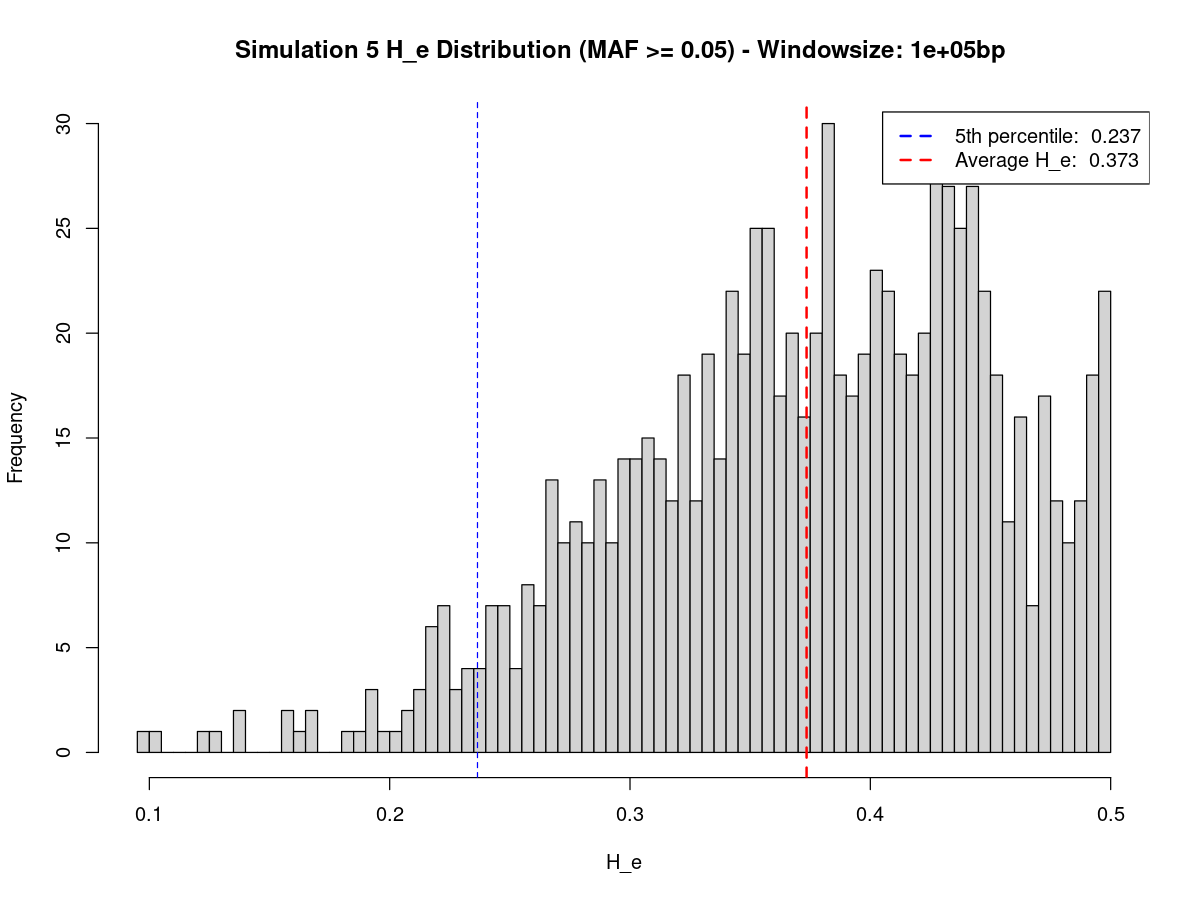 Simulation 5 H_e Distribution (MAF >= 0.05) - Windowsize: 1e+05bp
5th percentile:  0.237
Average H_e:  0.373
30
25
20
15
10
5
0
Frequency
0.1 0.2 0.3 0.4 0.5
H_e